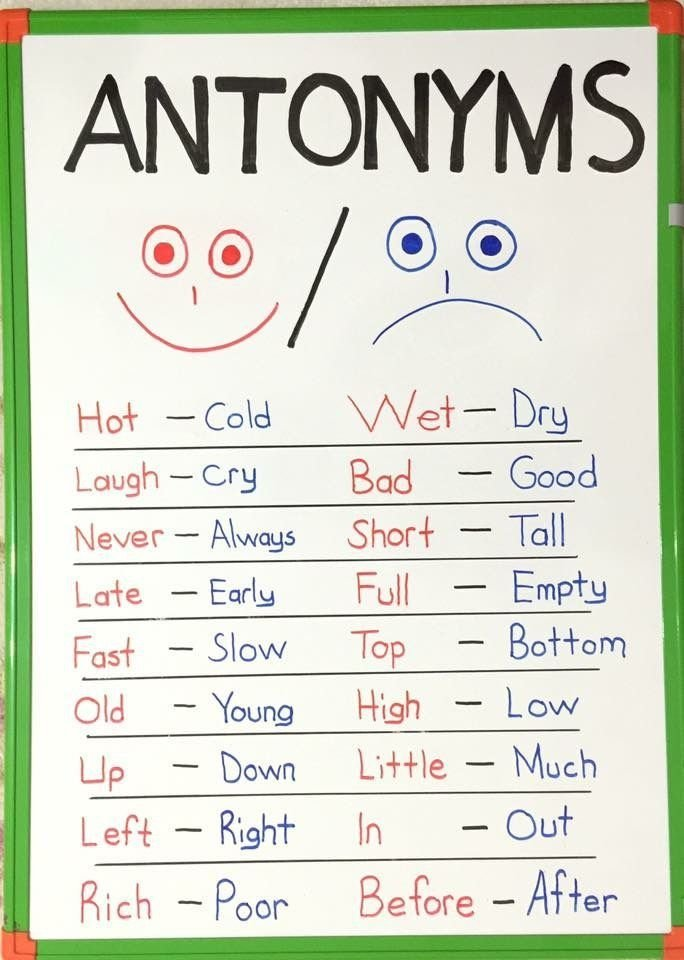 ANTONYMS
Hot – Cold Wet – Dry
Laugh – Cry Bad – Good
Never – Always Short – Tall
Late – Early Full – Empty
Fast – Slow Top – Bottom
Old – Young High – Low
Up – Down Little – Much
Left – Right In – Out
Rich – Poor Before – After